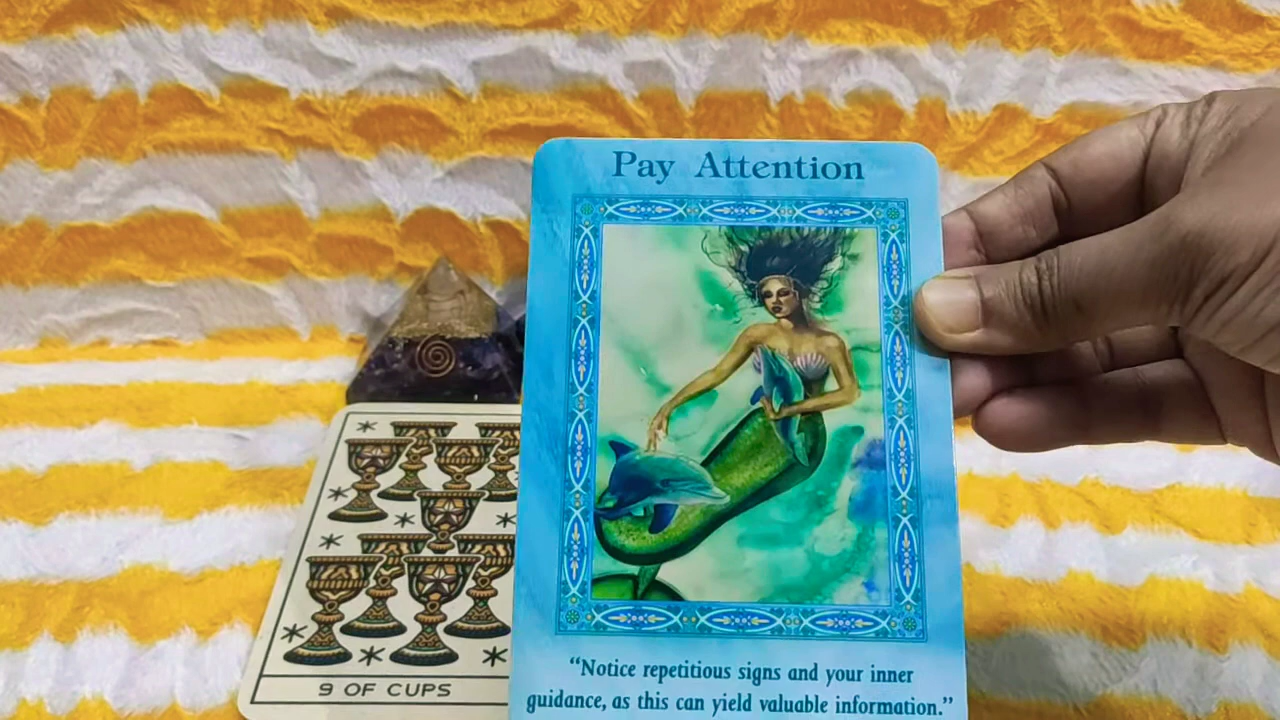 Pay Attention
“Notice repetitious signs and your inner
guidance, as this can yield valuable information.”
9 OF CUPS